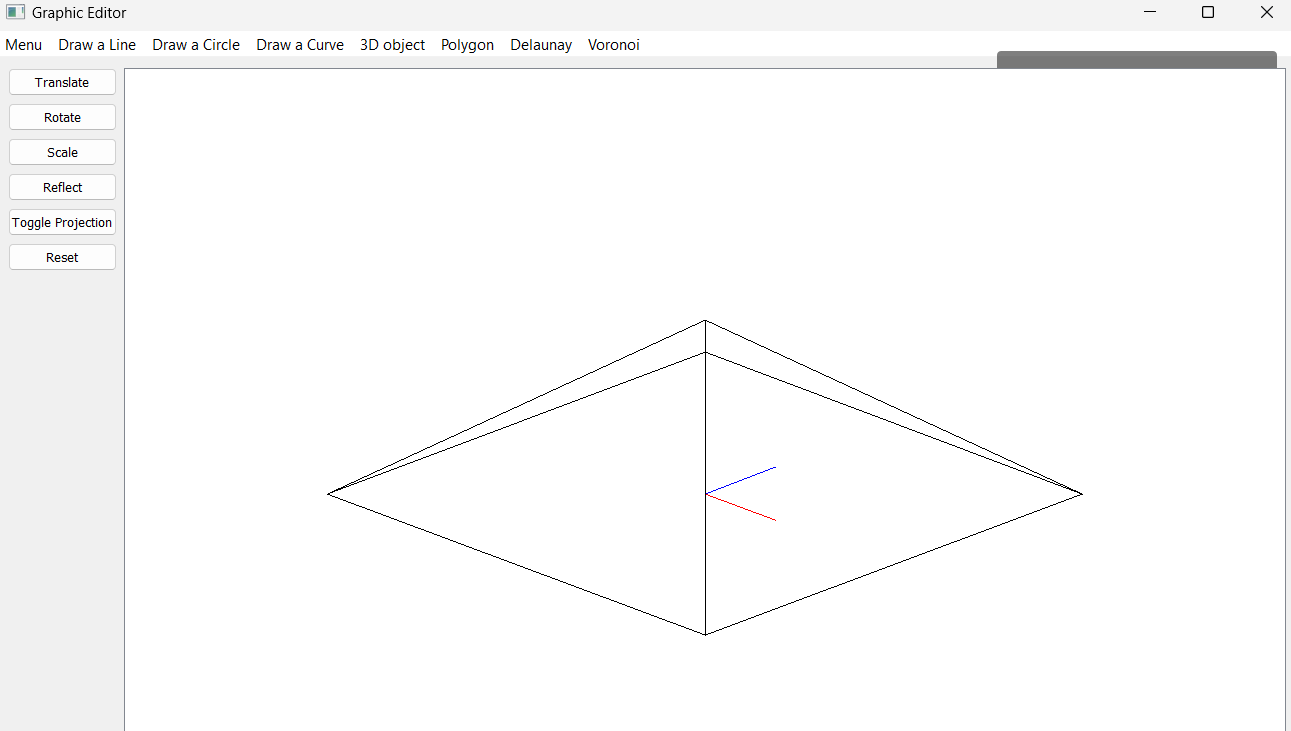 Graphic Editor
Menu Draw a Line Draw a Circle Draw a Curve 3D object Polygon Delaunay Voronoi
Translate
Rotate
Scale
Reflect
Toggle Projection
Reset